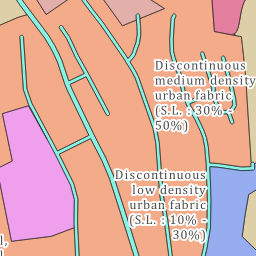 Discontinuous
medium density
urban fabric
(S.L. : 30% -
50%)
Discontinuous
low density
urban fabric
(S.L. : 10% -
30%)